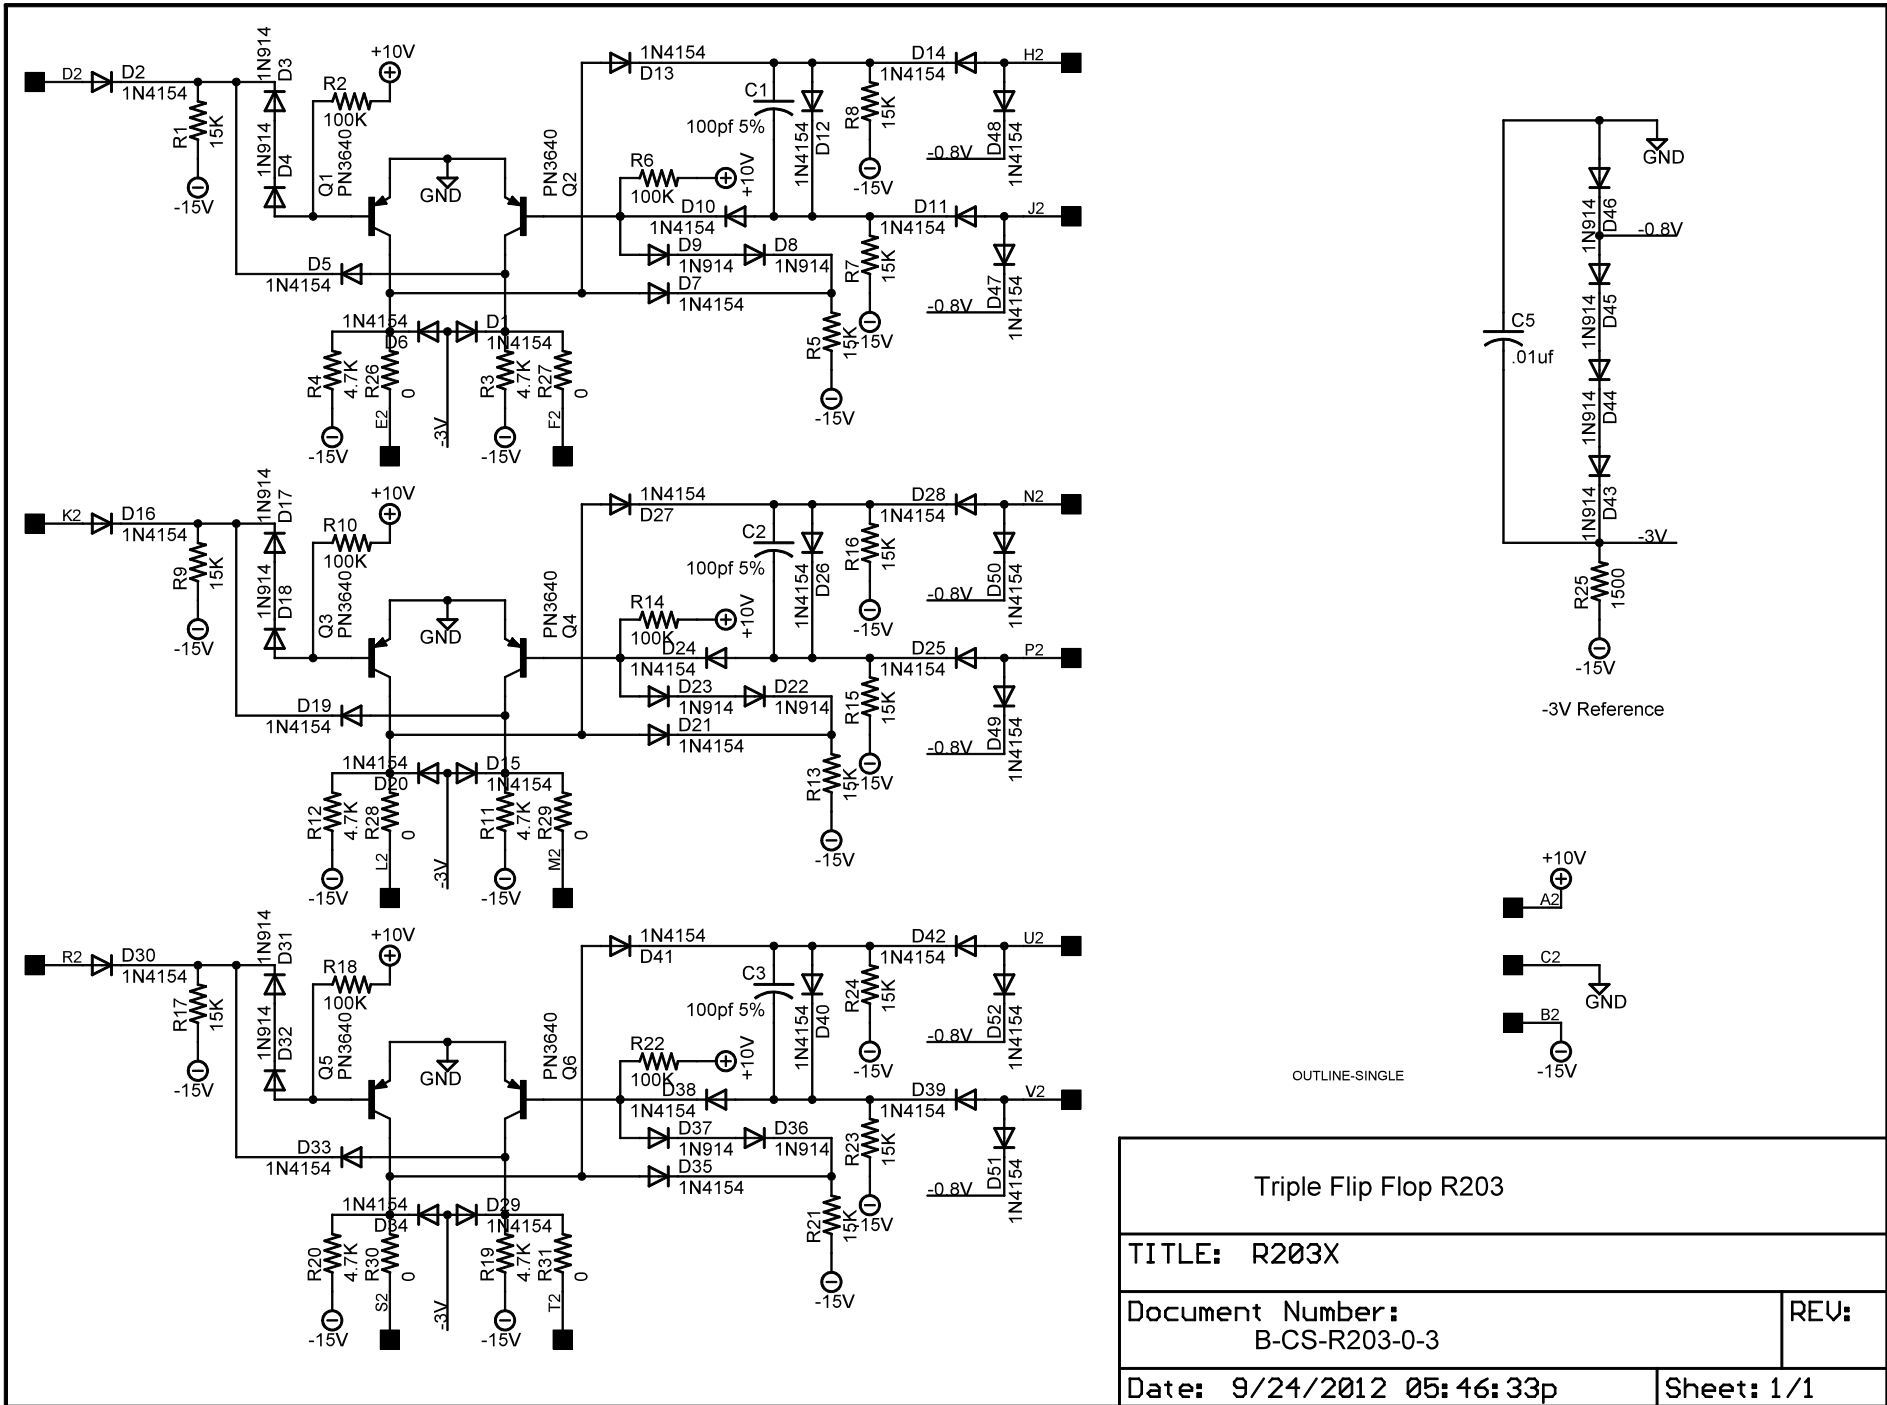 D2
D2
1N4154
R1
15K
-15V
1N914
D3
1N914
D4
+10V
R2
100K
Q1
PN3640
GND
PN3640
Q2
D5
1N4154
1N4154
D6
D1
1N4154
R4
4.7K
-15V
R26
0
E2
-3V
R3
4.7K
-15V
R27
0
F2
1N4154
D13
C1
100pf 5%
1N4154
D12
R8
15K
-15V
D14
1N4154
H2
D48
1N4154
-0.8V
R6
100K
+10V
D10
1N4154
D9
1N914
D8
1N914
D7
1N4154
R5
15K
-15V
R7
15K
-15V
D11
1N4154
J2
D47
1N4154
-0.8V
K2
D16
1N4154
R9
15K
-15V
1N914
D17
1N914
D18
+10V
R10
100K
Q3
PN3640
GND
PN3640
Q4
D19
1N4154
1N4154
D20
D15
1N4154
R12
4.7K
-15V
R28
0
L2
-3V
R11
4.7K
-15V
R29
0
M2
1N4154
D27
C2
100pf 5%
1N4154
D26
R16
15K
-15V
D28
1N4154
N2
D50
1N4154
-0.8V
R14
100K
+10V
D24
1N4154
D23
1N914
D22
1N914
D21
1N4154
R13
15K
-15V
R15
15K
-15V
D25
1N4154
P2
D49
1N4154
-0.8V
R2
D30
1N4154
R17
15K
-15V
1N914
D31
1N914
D32
+10V
R18
100K
Q5
PN3640
GND
PN3640
Q6
D33
1N4154
1N4154
D34
D29
1N4154
R20
4.7K
-15V
R30
0
S2
-3V
R19
4.7K
-15V
R31
0
T2
1N4154
D41
C3
100pf 5%
1N4154
D40
R24
15K
-15V
D42
1N4154
U2
D52
1N4154
-0.8V
R22
100K
+10V
D38
1N4154
D37
1N914
D36
1N914
D35
1N4154
R21
15K
-15V
R23
15K
-15V
D39
1N4154
V2
D51
1N4154
-0.8V
GND
1N914
D46
-0.8V
1N914
D45
C5
.01uf
1N914
D44
1N914
D43
-3V
R25
1500
-15V
-3V Reference
+10V
A2
C2
GND
B2
-15V
OUTLINE-SINGLE
Triple Flip Flop R203
TITLE: R203X
Document Number:
B-CS-R203-0-3
REV:
Date: 9/24/2012 05:46:33p
Sheet: 1/1